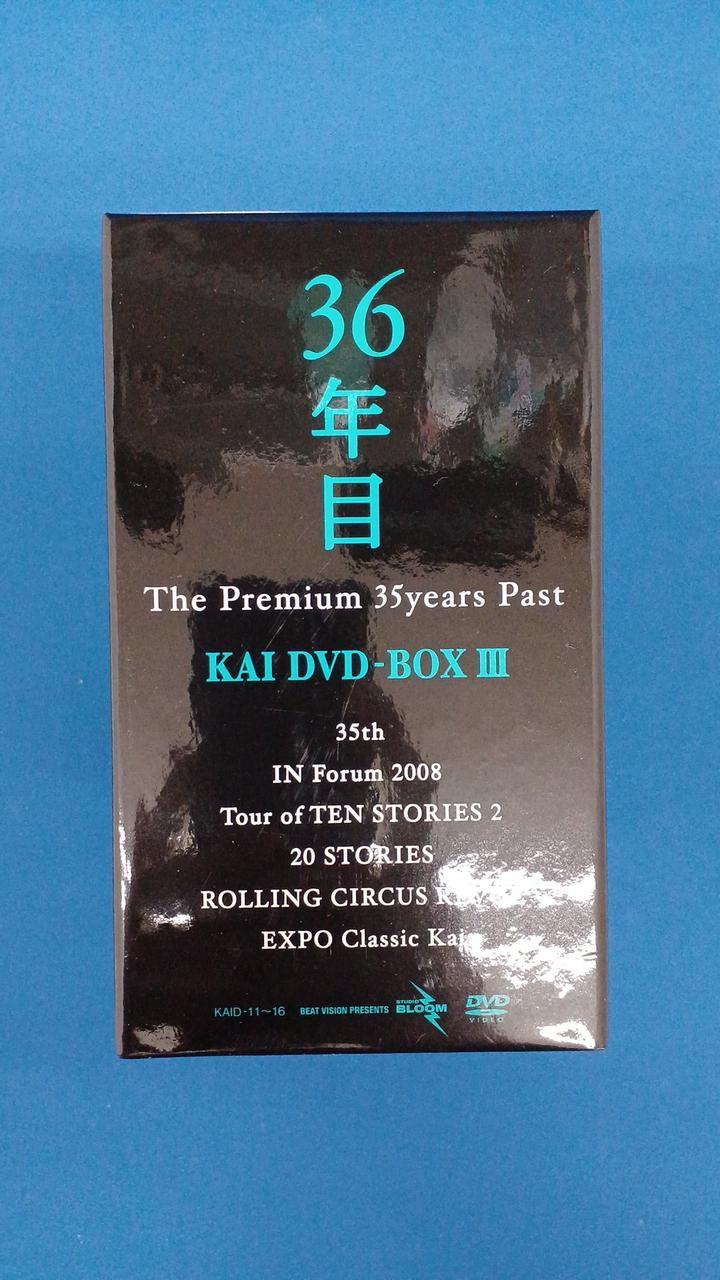 36
年
目
The Premium 35years Past
KAI DVD-BOX Ⅲ
35th
IN Forum 2008
Tour of TEN STORIES 2
20 STORIES
ROLLING CIRCUS
EXPO Classic
KAID-11～16 BEAT VISION PRESENTS STUDIO BLOOM DVD VIDEO